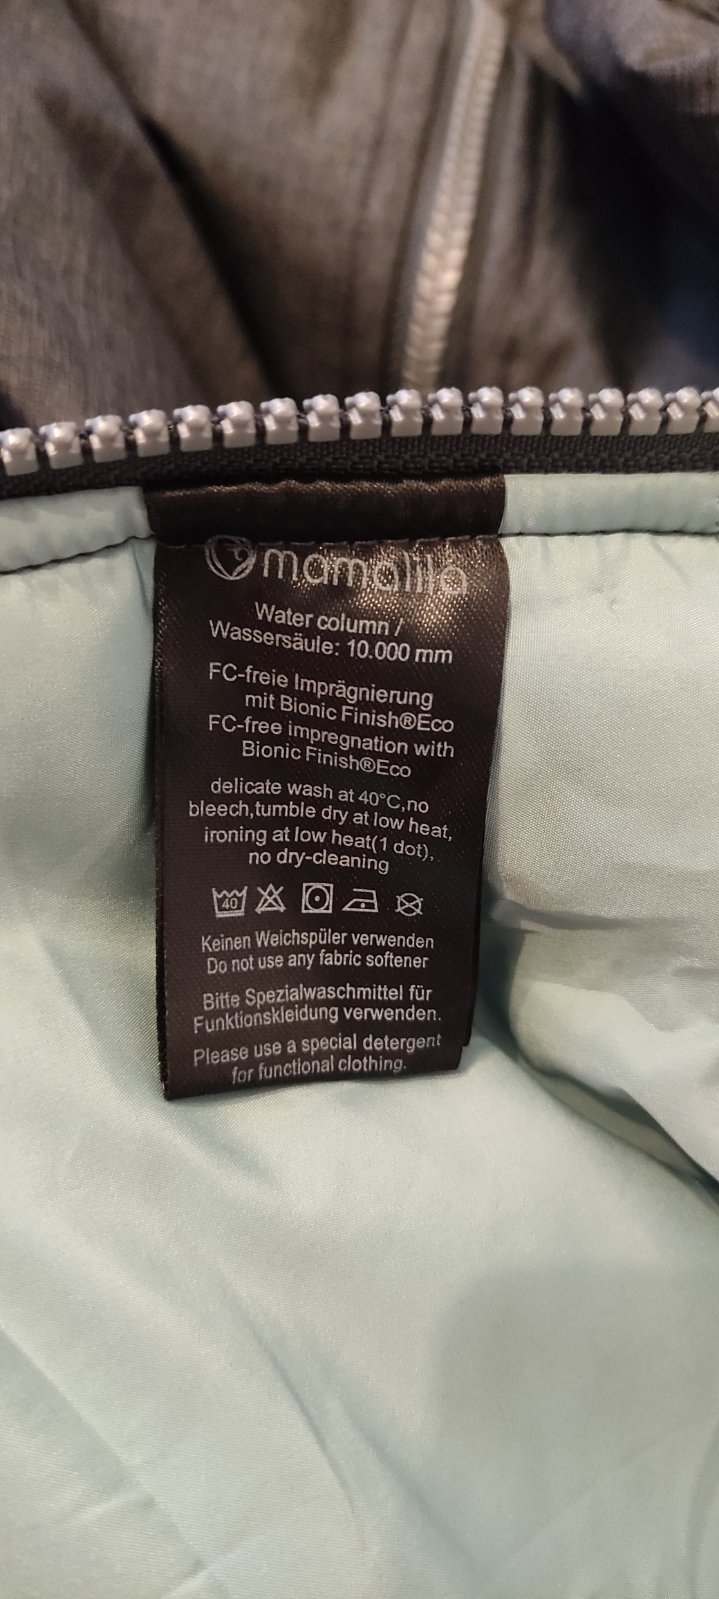 mamalila
Water column /
Wassersäule: 10.000 mm
FC-freie Imprägnierung
mit Bionic Finish®Eco
FC-free impregnation with
Bionic Finish®Eco
delicate wash at 40°C,no
bleech,tumble dry at low heat,
ironing at low heat(1 dot),
no dry-cleaning
40
Keinen Weichspüler verwenden
Do not use any fabric softener
Bitte Spezialwaschmittel für
Funktionskleidung verwenden.
Please use a special detergent
for functional clothing.